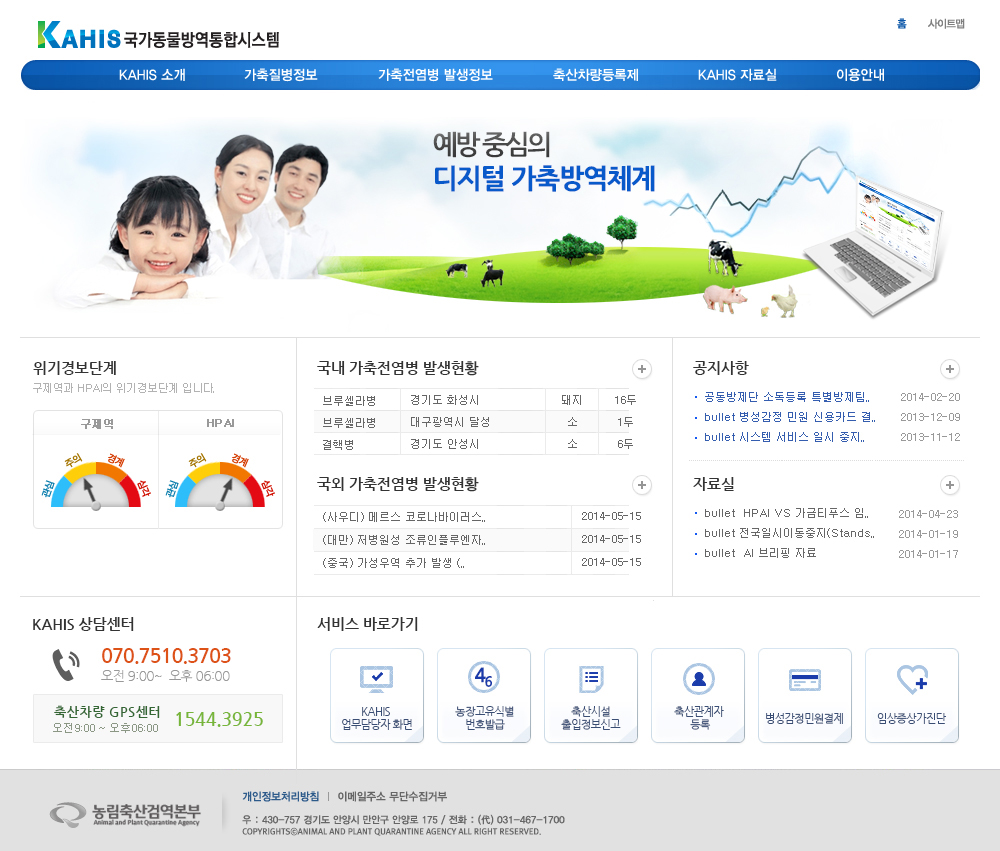 홈 사이트맵
KAHIS 국가동물방역통합시스템
KAHIS 소개 가축질병정보 가축전염병 발생정보 축산차량등록제 KAHIS 자료실 이용안내
예방 중심의
디지털 가축방역체계
위기경보단계
구제역과 HPAI의 위기경보단계 입니다.
구제역 HPAI
관심 주의 경계 심각 관심 주의 경계 심각
국내 가축전염병 발생현황
브루셀라병 경기도 화성시 돼지 16두
브루셀라병 대구광역시 달성 소 1두
결핵병 경기도 안성시 소 6두
국외 가축전염병 발생현황
(사우디) 메르스 코로나바이러스.. 2014-05-15
(대만) 저병원성 조류인플루엔자.. 2014-05-15
(중국) 가성우역 추가 발생 (.. 2014-05-15
공지사항
공동방제단 소독등록 특별방제팀.. 2014-02-20
bullet 병성감정 민원 신용카드 결.. 2013-12-09
bullet 시스템 서비스 일시 중지.. 2013-11-12
자료실
bullet HPAI VS 가금티푸스 임.. 2014-04-23
bullet 전국일시이동중지(Stands.. 2014-01-19
bullet AI 브리핑 자료 2014-01-17
KAHIS 상담센터
070.7510.3703
오전 9:00~ 오후 06:00
축산차량 GPS센터
오전9:00 ~ 오후06:00
1544.3925
서비스 바로가기
KAHIS
업무담당자 화면
46
농장고유식별
번호발급
축산시설
출입정보신고
축산관계자
등록
병성감정민원결제
임상증상가진단
농림축산검역본부
Animal and Plant Quarantine Agency
개인정보처리방침 | 이메일주소 무단수집거부
우 : 430-757 경기도 안양시 만안구 안양로 175 / 전화 : (代) 031-467-1700
COPYRIGHTS©ANIMAL AND PLANT QUARANTINE AGENCY ALL RIGHT RESERVED.